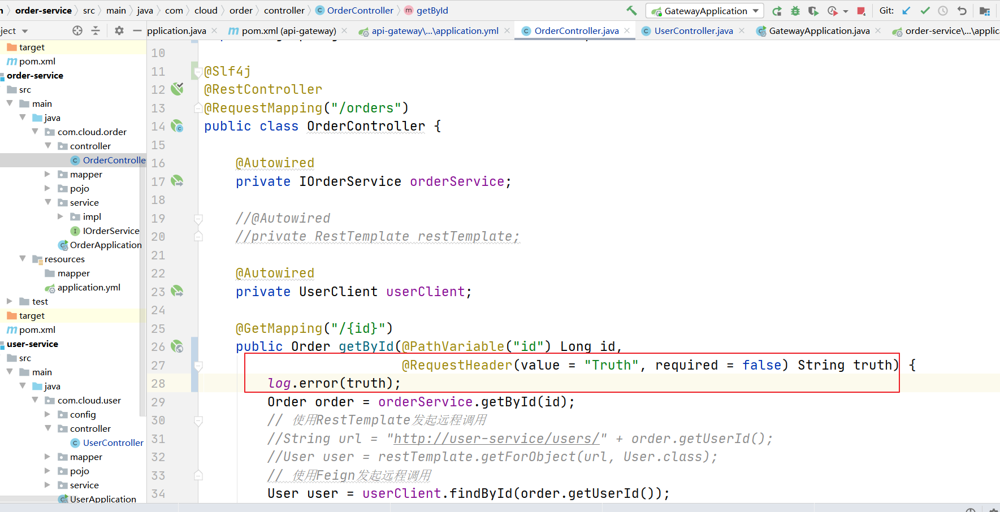 order-service src main java com cloud order controller OrderController getById GatewayApplication Git:
ject
pplication.java pom.xml (api-gateway) api-gateway\...\application.yml OrderController.java UserController.java GatewayApplication.java order-service\...\applic
target
pom.xml
order-service
src
main
java
com.cloud.order
controller
OrderControlle
mapper
pojo
service
impl
IOrderService
OrderApplication
resources
mapper
application.yml
test
target
pom.xml
user-service
src
main
java
com.cloud.user
config
controller
UserController
mapper
pojo
service
UserApplication
10
11 @Slf4j
12 @RestController
13 @RequestMapping("/orders")
14 public class OrderController {
15
16 @Autowired
17 private IOrderService orderService;
18
19 //@Autowired
20 //private RestTemplate restTemplate;
21
22 @Autowired
23 private UserClient userClient;
24
25 @GetMapping("/{id}")
26 public Order getById(@PathVariable("id") Long id,
27 @RequestHeader(value = "Truth", required = false) String truth) {
28 log.error(truth);
29 Order order = orderService.getById(id);
30 // 使用RestTemplate发起远程调用
31 //String url = "http://user-service/users/" + order.getUserId();
32 //User user = restTemplate.getForObject(url, User.class);
33 // 使用Feign发起远程调用
34 User user = userClient.findById(order.getUserId());